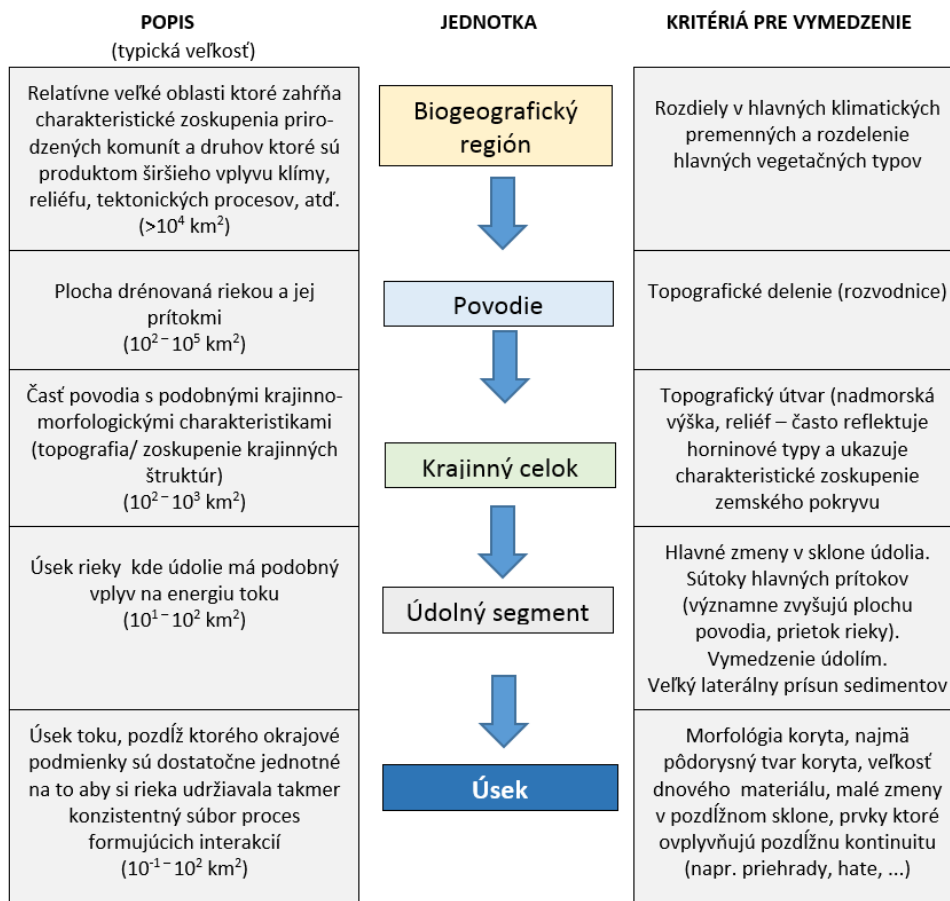 POPIS
(typická veľkosť)
JEDNOTKA
KRITÉRIÁ PRE VYMEDZENIE
Relatívne veľké oblasti ktoré zahŕňa
charakteristické zoskupenia priro-
dzených komunít a druhov ktoré sú
produktom širšieho vplyvu klímy,
reliéfu, tektonických procesov, atď.
(>10⁴ km²)
Biogeografický
región
Rozdiely v hlavných klimatických
premenných a rozdelenie
hlavných vegetačných typov
Plocha drénovaná riekou a jej
prítokmi
(10² – 10⁵ km²)
Povodie
Topografické delenie (rozvodnice)
Časť povodia s podobnými krajinno-
morfologickými charakteristikami
(topografia/ zoskupenie krajinných
štruktúr)
(10² – 10³ km²)
Krajinný celok
Topografický útvar (nadmorská
výška, reliéf – často reflektuje
horninové typy a ukazuje
charakteristické zoskupenie
zemského pokryvu
Úsek rieky kde údolie má podobný
vplyv na energiu toku
(10¹ – 10² km²)
Údolný segment
Hlavné zmeny v sklone údolia.
Sútoky hlavných prítokov
(významne zvyšujú plochu
povodia, prietok rieky).
Vymedzenie údolím.
Veľký laterálny prísun sedimentov
Úsek toku, pozdĺž ktorého okrajové
podmienky sú dostatočne jednotné
na to aby si rieka udržiavala takmer
konzistentný súbor proces
formujúcich interakcií
(10⁻¹ – 10² km²)
Úsek
Morfológia koryta, najmä
pôdorysný tvar koryta, veľkosť
dnového materiálu, malé zmeny
v pozdĺžnom sklone, prvky ktoré
ovplyvňujú pozdĺžnu kontinuitu
(napr. priehrady, hate, ...)